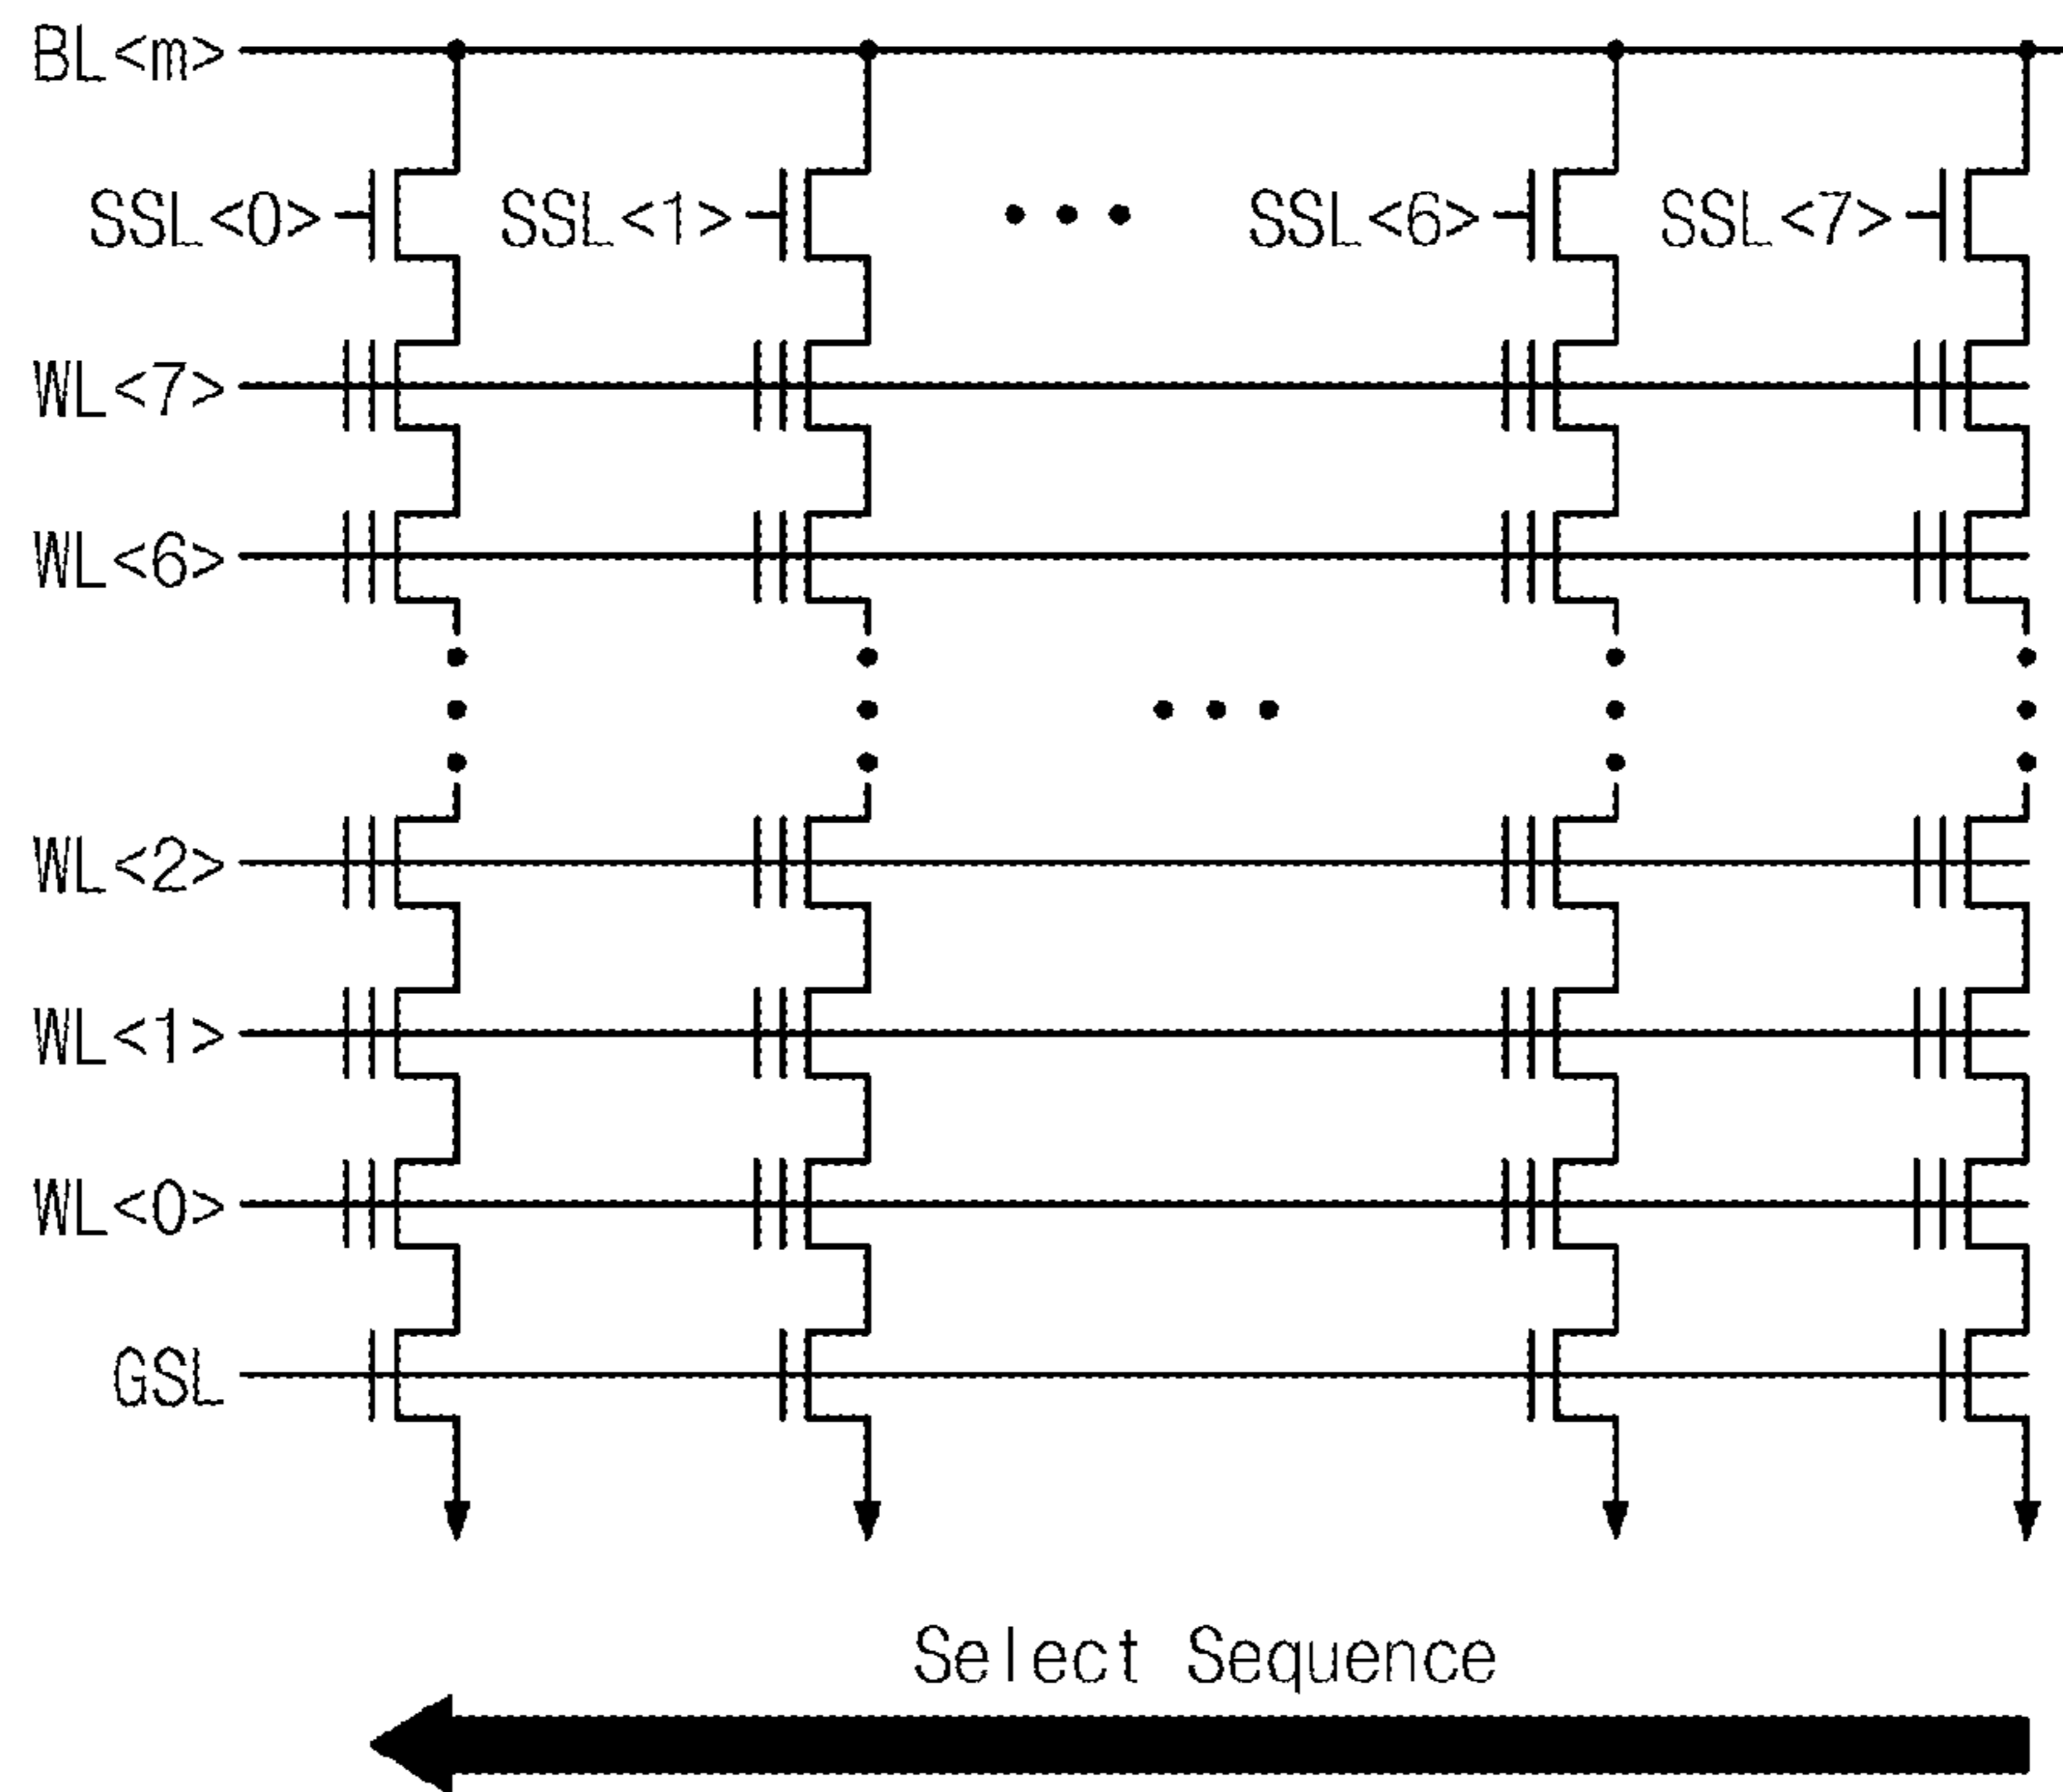 BL<m>
SSL<0> SSL<1> SSL<6> SSL<7>
WL<7>
WL<6>
WL<2>
WL<1>
WL<0>
GSL
Select Sequence